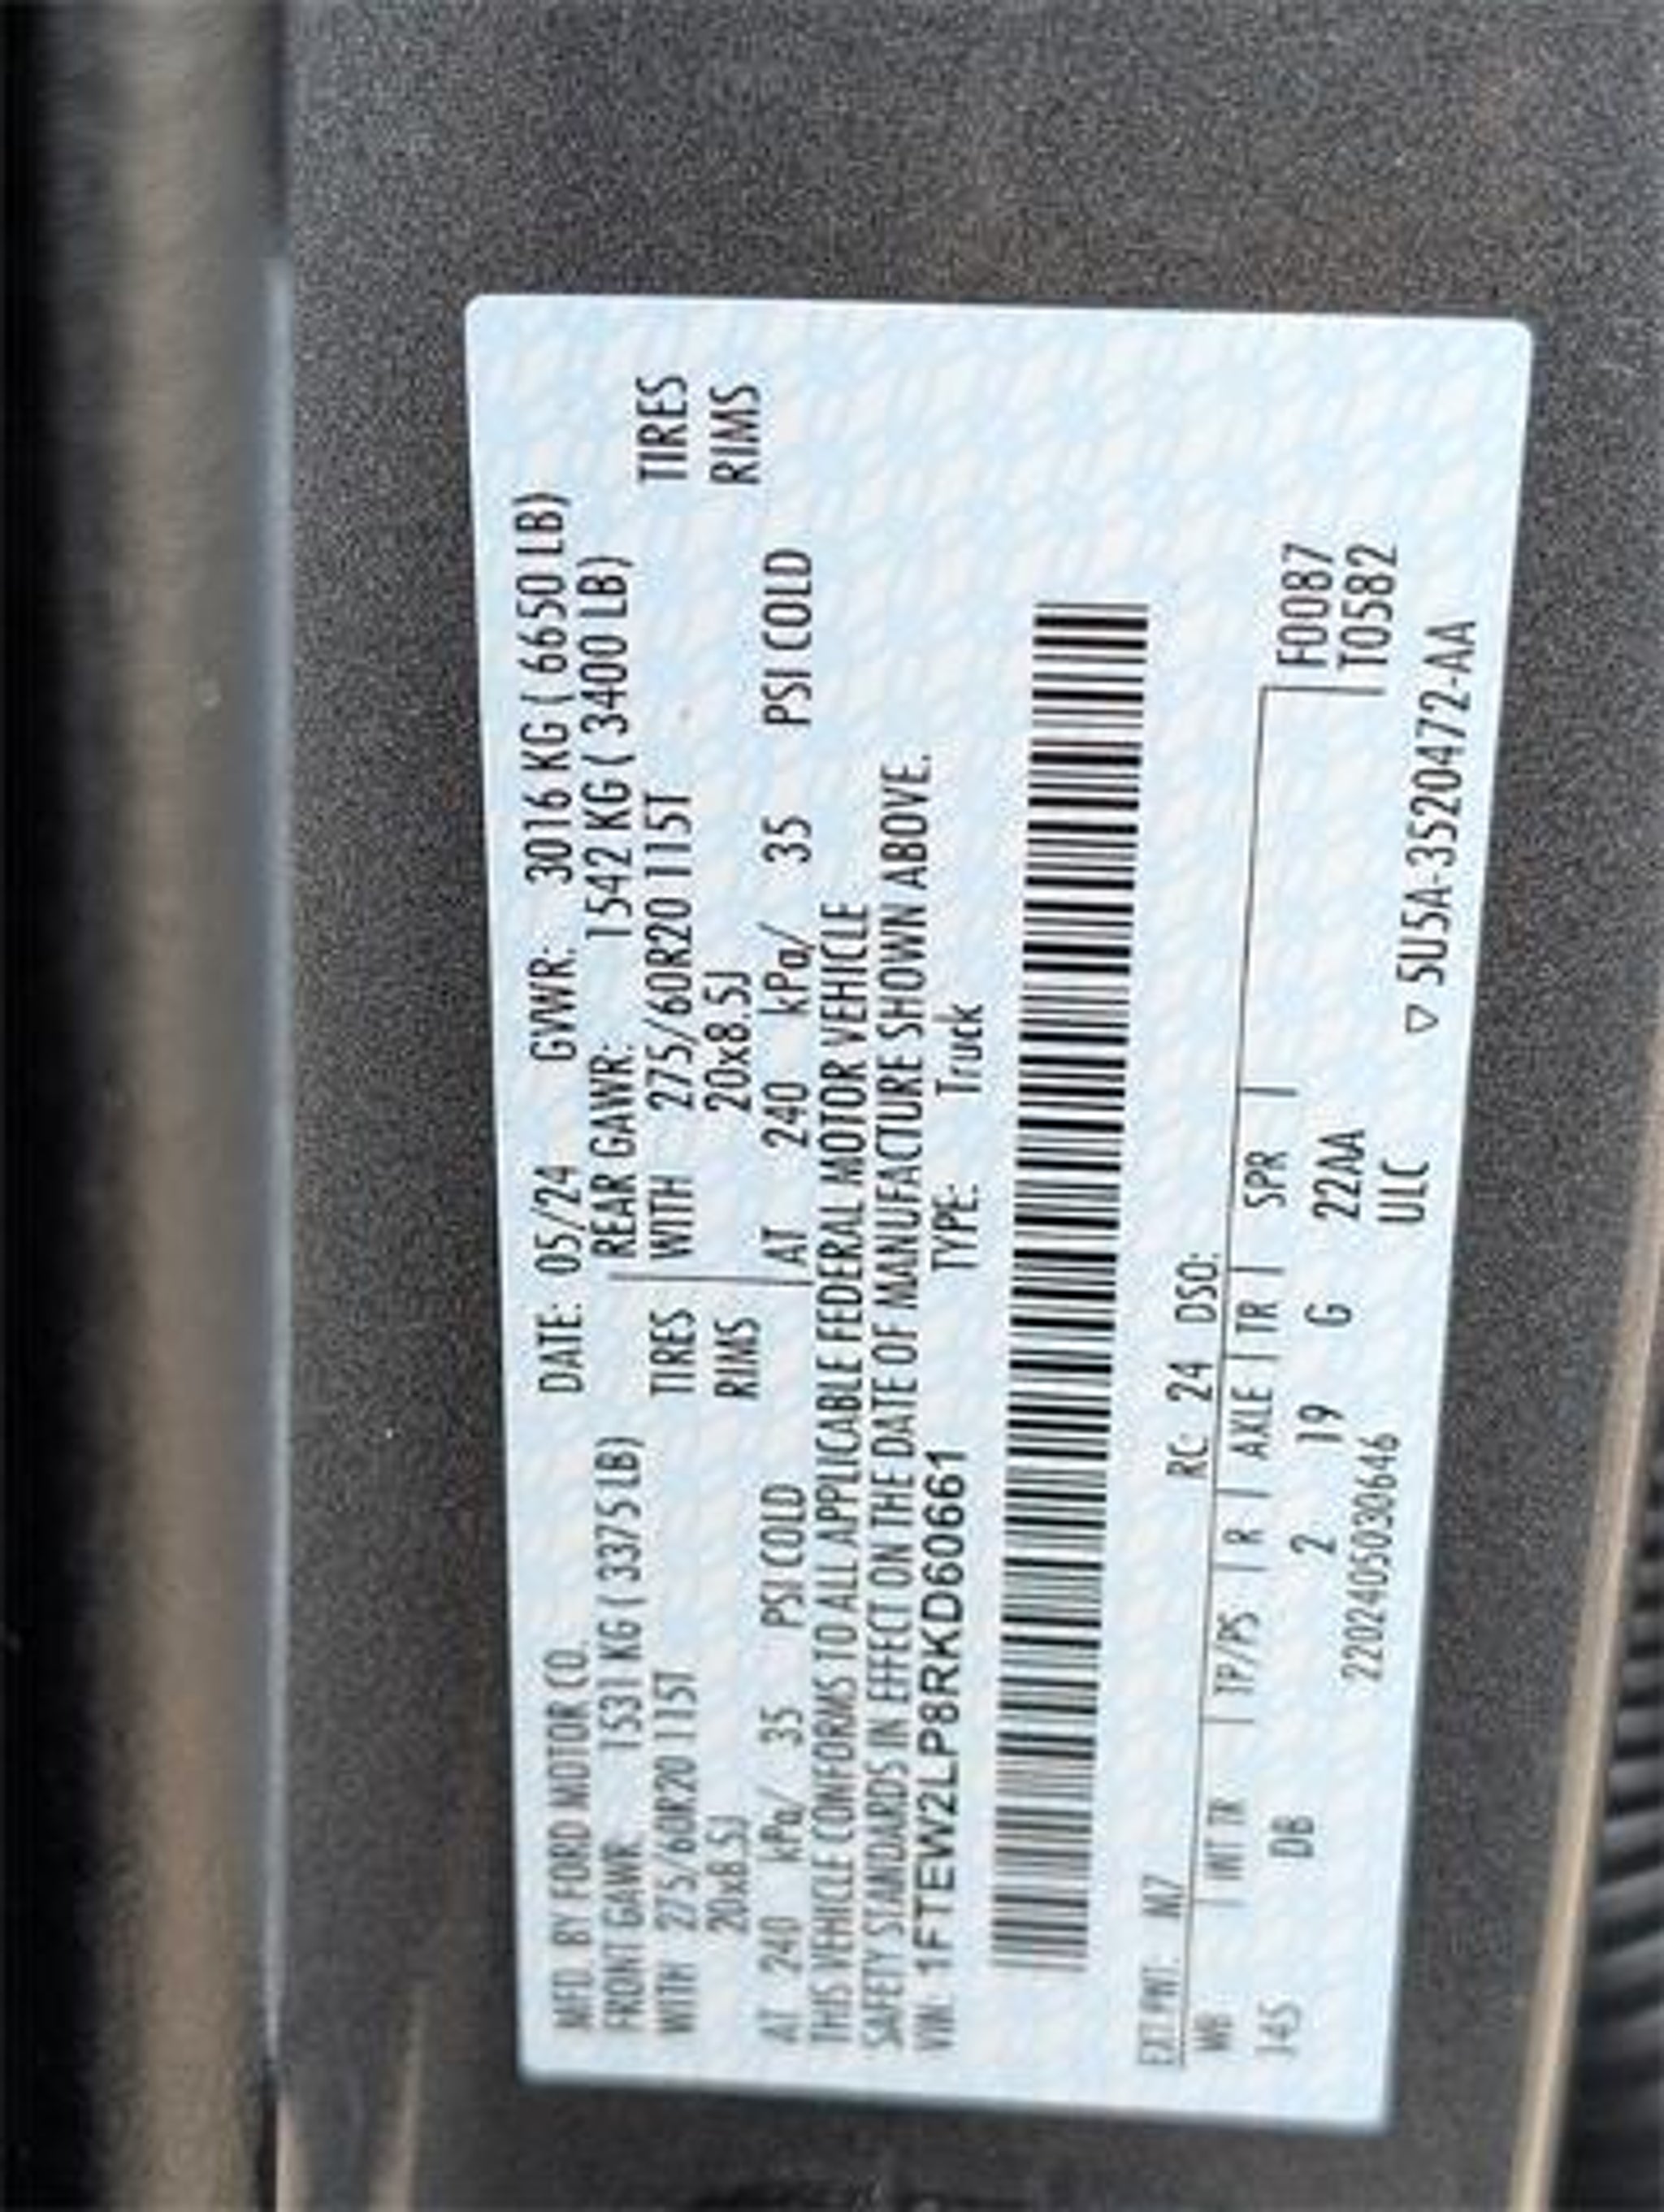 MFD. BY FORD MOTOR CO. DATE: 05/24 GVWR: 3016 KG ( 6650 LB)
FRONT GAWR: 1531 KG ( 3375 LB) REAR GAWR: 1542 KG ( 3400 LB)
WITH 275/60R20 115T TIRES WITH 275/60R20 115T TIRES
20x8.5J RIMS 20x8.5J RIMS
AT 240 kPa/ 35 PSI COLD AT 240 kPa/ 35 PSI COLD
THIS VEHICLE CONFORMS TO ALL APPLICABLE FEDERAL MOTOR VEHICLE
SAFETY STANDARDS IN EFFECT ON THE DATE OF MANUFACTURE SHOWN ABOVE.
VIN: 1FTEW2LP8RKD60661 TYPE: Truck
EXT PNT: M7 RC: 24 DSO:
WB INT TR TP/PS R AXLE TR SPR F0087
145 DB 2 19 G 22AA T0582
220240503064​6 ULC
▽ 5U5A-3520472-AA